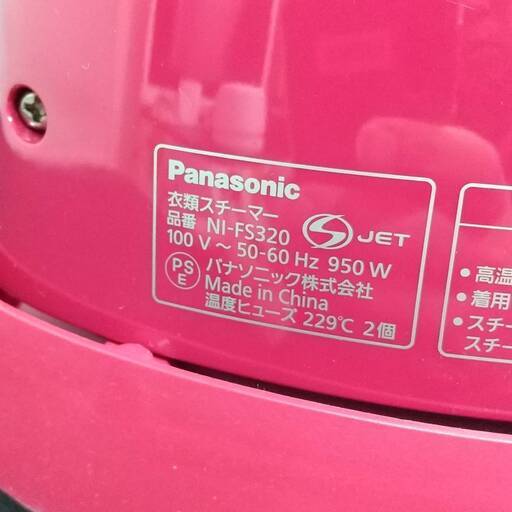 Panasonic
衣類スチーマー
品番 NI-FS320
100 V～50-60 Hz 950 W
S JET
PS E
パナソニック株式会社
Made in China
温度ヒューズ 229℃ 2個
• 高温
• 着用
• スチー
スチー